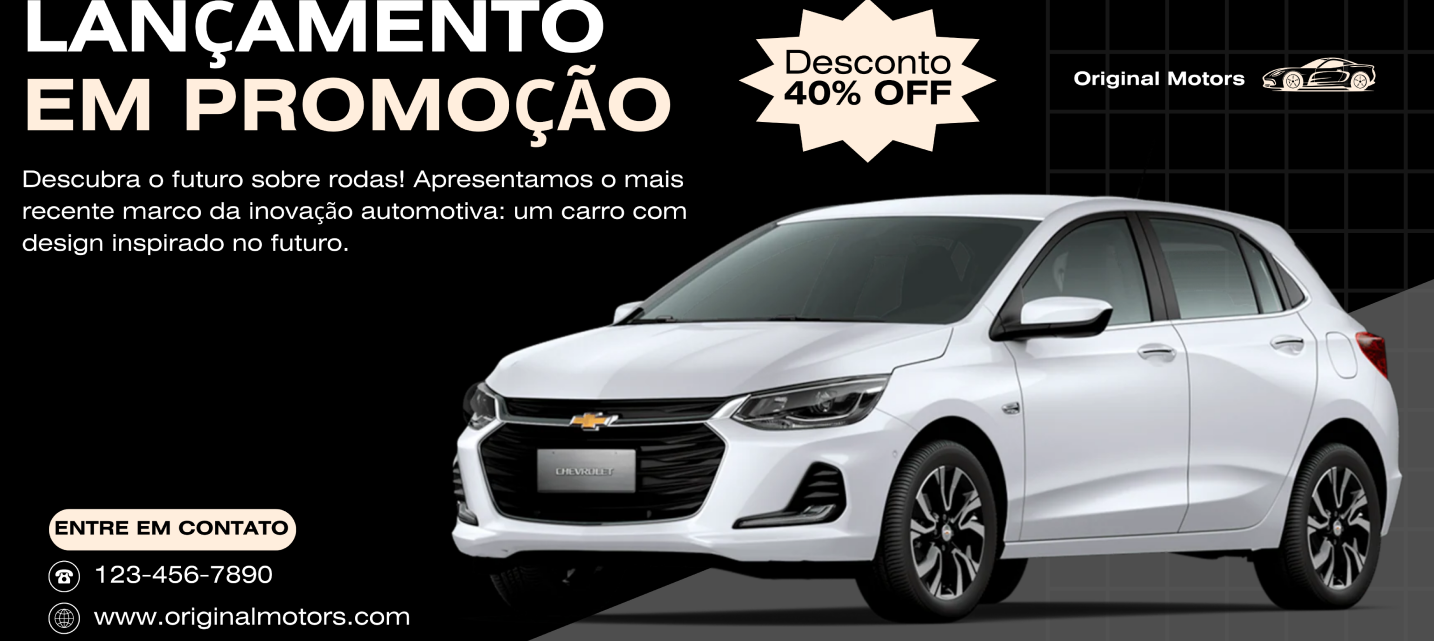 LANÇAMENTO
EM PROMOÇÃO
Descubra o futuro sobre rodas! Apresentamos o mais
recente marco da inovação automotiva: um carro com
design inspirado no futuro.
Desconto
40% OFF
Original Motors
CHEVROLET
ENTRE EM CONTATO
123-456-7890
www.originalmotors.com